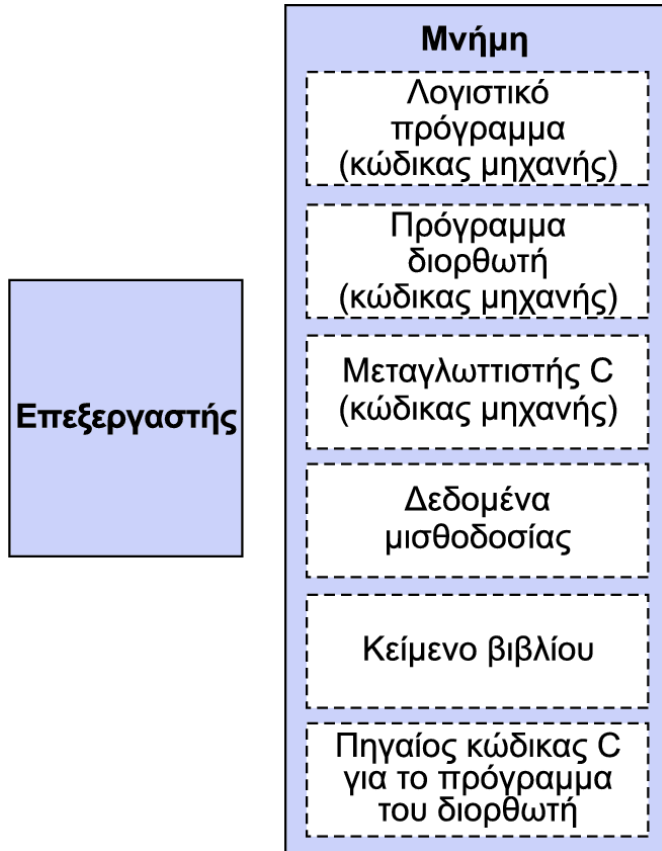 Μνήμη
Λογιστικό
πρόγραμμα
(κώδικας μηχανής)
Πρόγραμμα
διορθωτή
(κώδικας μηχανής)
Μεταγλωττιστής C
(κώδικας μηχανής)
Δεδομένα
μισθοδοσίας
Κείμενο βιβλίου
Πηγαίος κώδικας C
για το πρόγραμμα
του διορθωτή
Επεξεργαστής